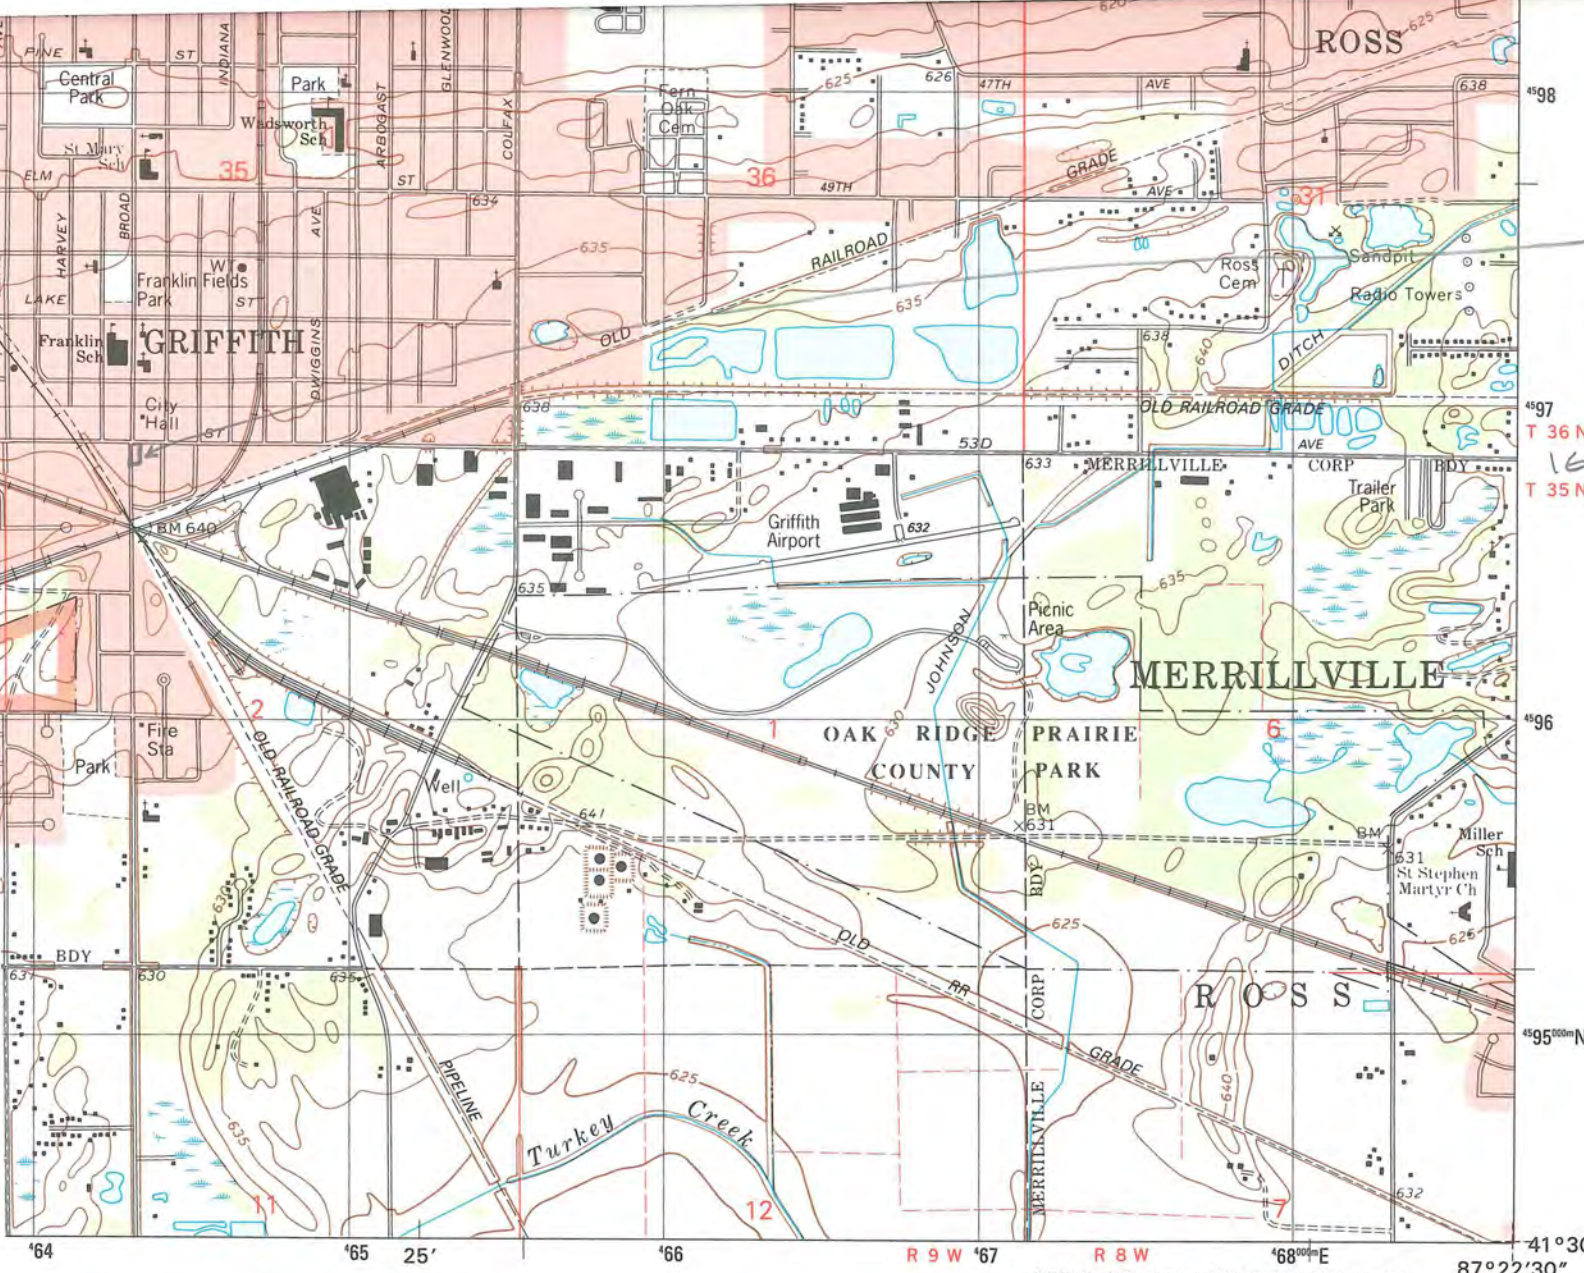 620
625
ROSS
PINE
ST
INDIANA
GLENWOOD
Central
Park
Park
625
626
47TH
AVE
638
4598
Fern
Oak
Cem
Wadsworth
Sch
ARBOGAST
COLFAX
St Mary
Sch
ELM
35
ST
36
49TH
GRADE
AVE
31
634
HARVEY
BROAD
AVE
635
RAILROAD
WT
Franklin Fields
Park
LAKE
ST
Ross
Cem
Sandpit
Radio Towers
635
Franklin
Sch
GRIFFITH
DWIGGINS
OLD
638
640
DITCH
City
Hall
ST
638
OLD RAILROAD GRADE
4597
53D
AVE
T 36 N
633
MERRILLVILLE
CORP
BDY
16
T 35 N
Trailer
Park
BM 640
Griffith
Airport
632
635
635
Picnic
Area
JOHNSON
MERRILLVILLE
2
1
6
4596
OAK RIDGE PRAIRIE
COUNTY PARK
630
Fire
Sta
Park
OLD RAILROAD GRADE
Well
641
BM
631
BM
631
Miller
Sch
St Stephen
Martyr Ch
BDY
630
625
625
OLD
BDY
637
630
635
RR
CORP
ROSS
4595000mN
GRADE
PIPELINE
625
640
635
Turkey Creek
MERRILLVILLE
11
12
7
632
464
465
25'
466
R 9 W
467
R 8 W
468000mE
41°30
87°22'30"